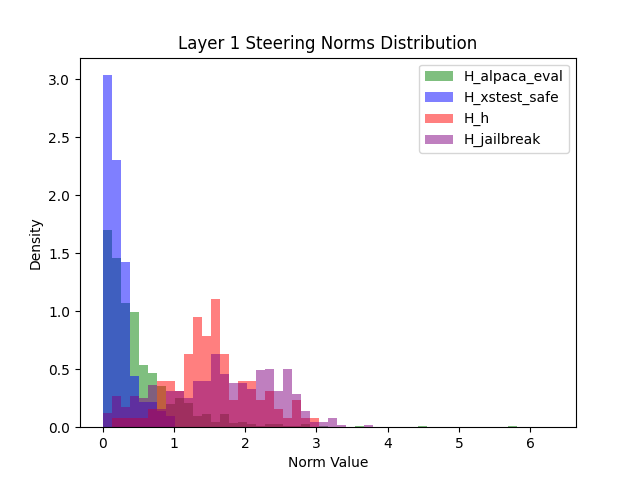 Layer 1 Steering Norms Distribution
H_alpaca_eval
H_xstest_safe
H_h
H_jailbreak
3.0
2.5
2.0
1.5
1.0
0.5
0.0
Density
0 1 2 3 4 5 6
Norm Value